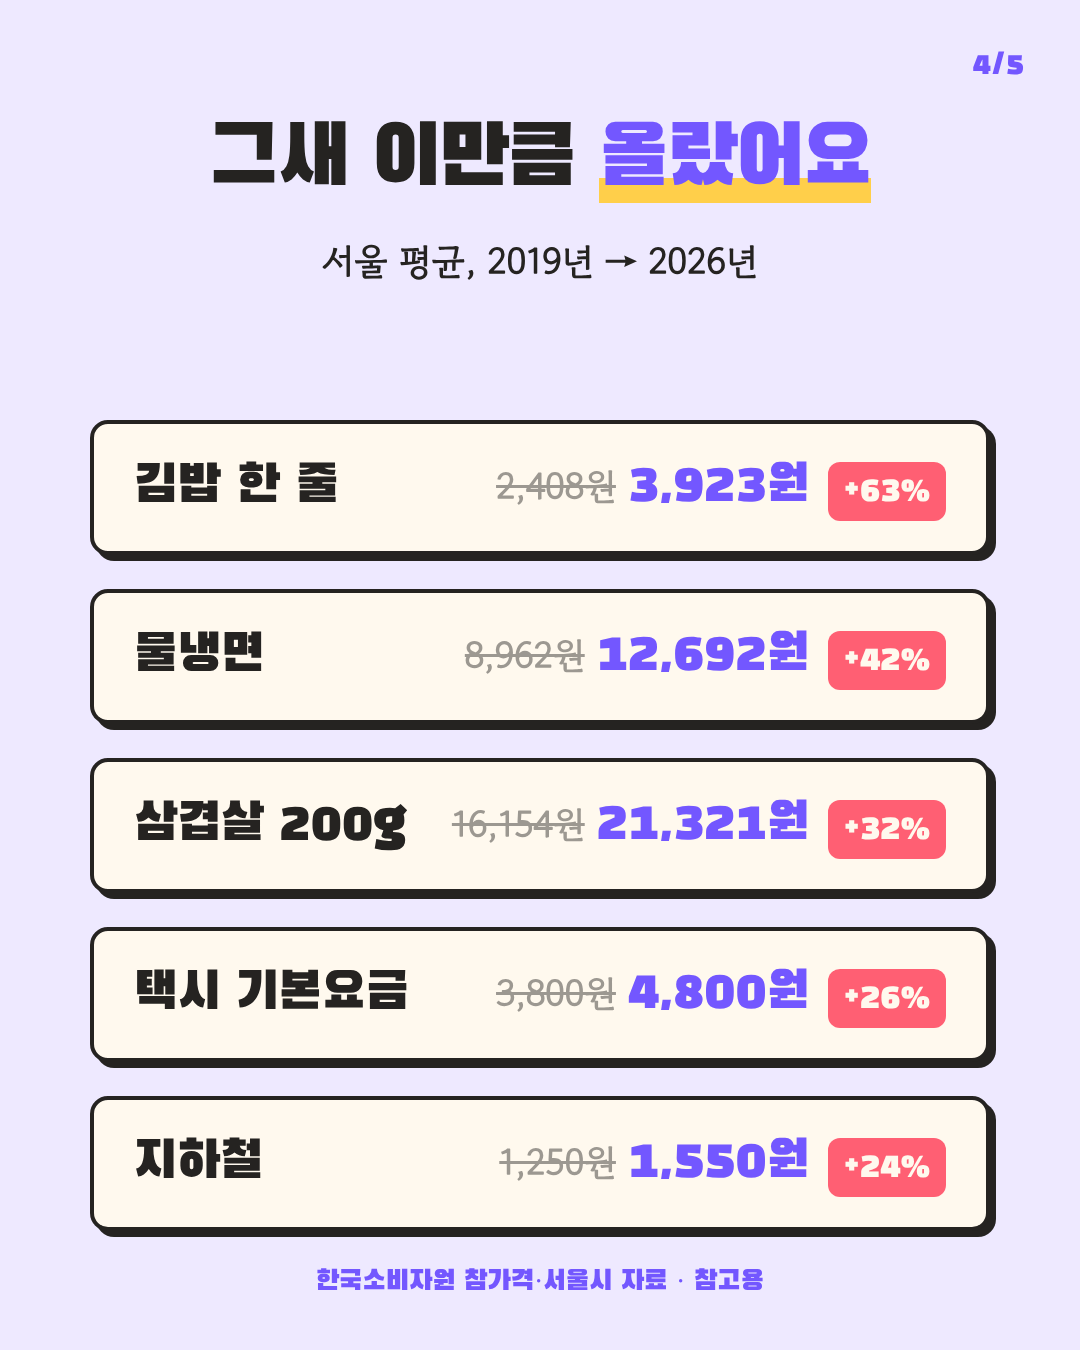 4/5
그새 이만큼 올랐어요
서울 평균, 2019년 → 2026년
김밥 한 줄 2,408원 3,923원 +63%
물냉면 8,962원 12,692원 +42%
삼겹살 200g 16,154원 21,321원 +32%
택시 기본요금 3,800원 4,800원 +26%
지하철 1,250원 1,550원 +24%
한국소비자원 참가격·서울시 자료 · 참고용